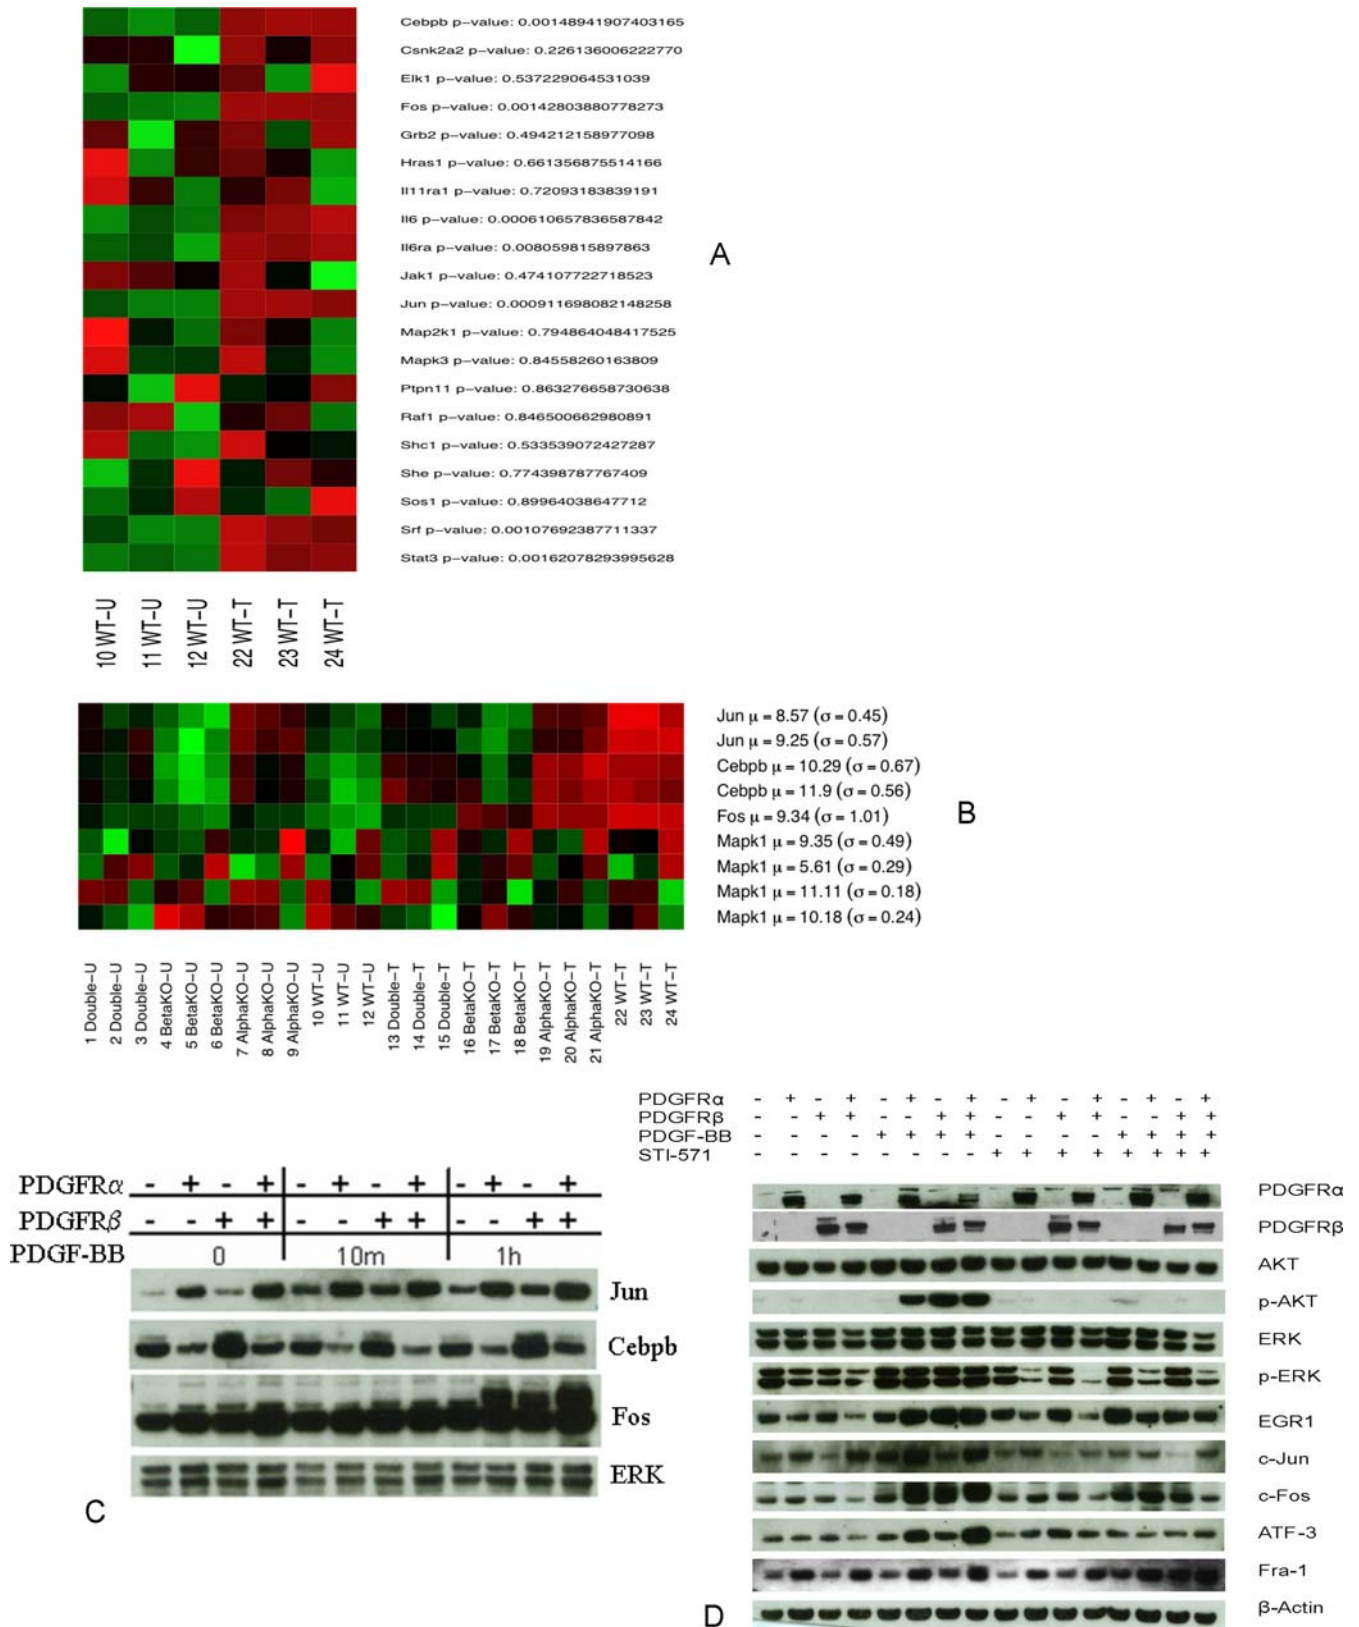 Cebpb p-value: 0.00148941907403165
Csnk2a2 p-value: 0.226136006222770
Elk1 p-value: 0.537229064531039
Fos p-value: 0.00142803880778273
Grb2 p-value: 0.494212158977098
Hras1 p-value: 0.661356875514166
Il11ra1 p-value: 0.72093183839191
Il6 p-value: 0.000610657836587842
Il6ra p-value: 0.008059815897863
A
Jak1 p-value: 0.474107722718523
Jun p-value: 0.000911698082148258
Map2k1 p-value: 0.794864048417525
Mapk3 p-value: 0.84558260163809
Ptpn11 p-value: 0.863276658730638
Raf1 p-value: 0.846500662980891
Shc1 p-value: 0.533539072427287
She p-value: 0.774398787767409
Sos1 p-value: 0.89964038647712
Srf p-value: 0.00107692387711337
Stat3 p-value: 0.00162078293995628
10 WT-U
11 WT-U
12 WT-U
22 WT-T
23 WT-T
24 WT-T
Jun μ = 8.57 (σ = 0.45)
Jun μ = 9.25 (σ = 0.57)
Cebpb μ = 10.29 (σ = 0.67)
Cebpb μ = 11.9 (σ = 0.56)
Fos μ = 9.34 (σ = 1.01)
B
Mapk1 μ = 9.35 (σ = 0.49)
Mapk1 μ = 5.61 (σ = 0.29)
Mapk1 μ = 11.11 (σ = 0.18)
Mapk1 μ = 10.18 (σ = 0.24)
1 Double-U
2 Double-U
3 Double-U
4 BetaKO-U
5 BetaKO-U
6 BetaKO-U
7 AlphaKO-U
8 AlphaKO-U
9 AlphaKO-U
10 WT-U
11 WT-U
12 WT-U
13 Double-T
14 Double-T
15 Double-T
16 BetaKO-T
17 BetaKO-T
18 BetaKO-T
19 AlphaKO-T
20 AlphaKO-T
21 AlphaKO-T
22 WT-T
23 WT-T
24 WT-T
PDGFRα - + - + - + - + - + - +
PDGFRβ - - + + - - + + - - + +
PDGF-BB 0 10m 1h
Jun
Cebpb
Fos
ERK
C
PDGFRα - + - + - + - + - + - + - + - +
PDGFRβ - - + + - - + + - - + + - - + +
PDGF-BB - - - - + + + + - - - - + + + +
STI-571 - - - - - - - - + + + + + + + +
PDGFRα
PDGFRβ
AKT
p-AKT
ERK
p-ERK
EGR1
c-Jun
c-Fos
ATF-3
Fra-1
β-Actin
D